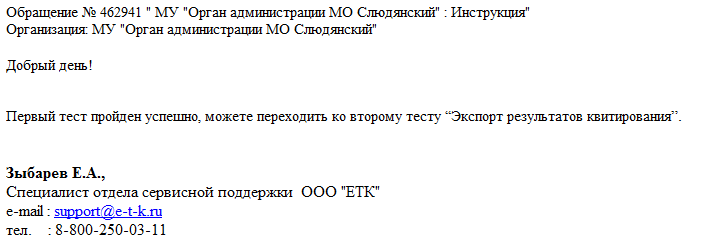 Обращение № 462941 " МУ "Орган администрации МО Слюдянский" : Инструкция"
Организация: МУ "Орган администрации МО Слюдянский"
Добрый день!
Первый тест пройден успешно, можете переходить ко второму тесту “Экспорт результатов квитирования”.
Зыбарев Е.А.,
Специалист отдела сервисной поддержки ООО "ЕТК"
e-mail : support@e-t-k.ru
тел. : 8-800-250-03-11